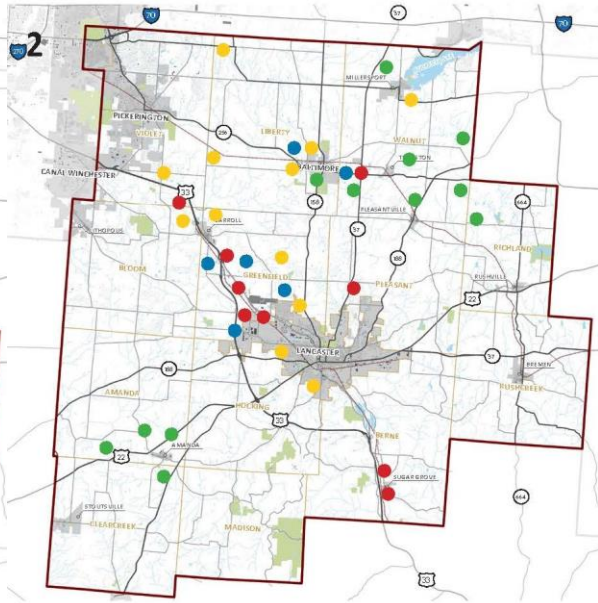 70
37
70
270
2
MILLERSPORT
PICKERINGTON
VIOLET
256
LIBERTY
WALNUT
BALTIMORE
CANAL WINCHESTER
33
158
PLEASANTVILLE
664
CARROLL
37
RICHLAND
BLOOM
188
GREENFIELD
PLEASANT
RUSHVILLE
22
LANCASTER
37
BREMEN
188
AMANDA
RUSHCREEK
HOCKING
33
BERNE
AMANDA
22
SUGAR GROVE
664
STOUTSVILLE
CLEARCREEK
MADISON
33